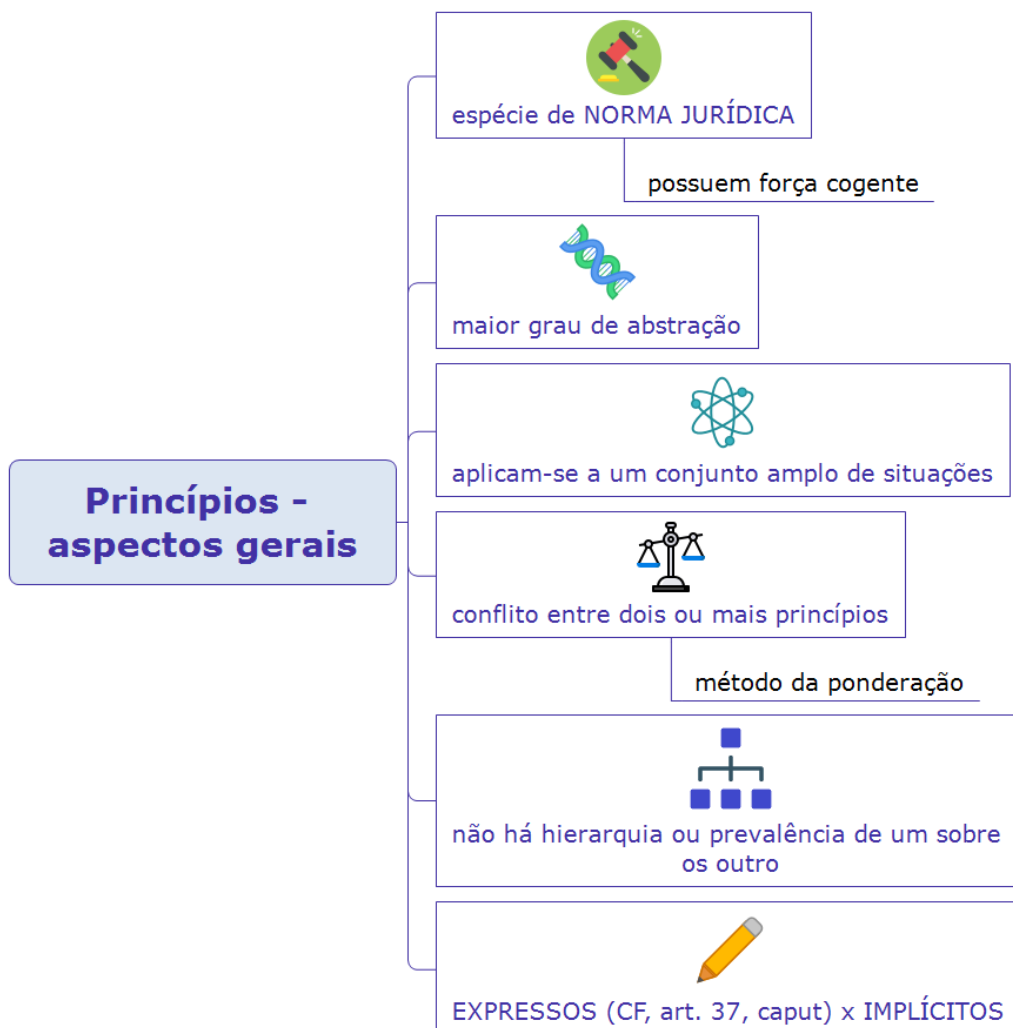 espécie de NORMA JURÍDICA
possuem força cogente
maior grau de abstração
aplicam-se a um conjunto amplo de situações
Princípios -
aspectos gerais
conflito entre dois ou mais princípios
método da ponderação
não há hierarquia ou prevalência de um sobre
os outro
EXPRESSOS (CF, art. 37, caput) x IMPLÍCITOS